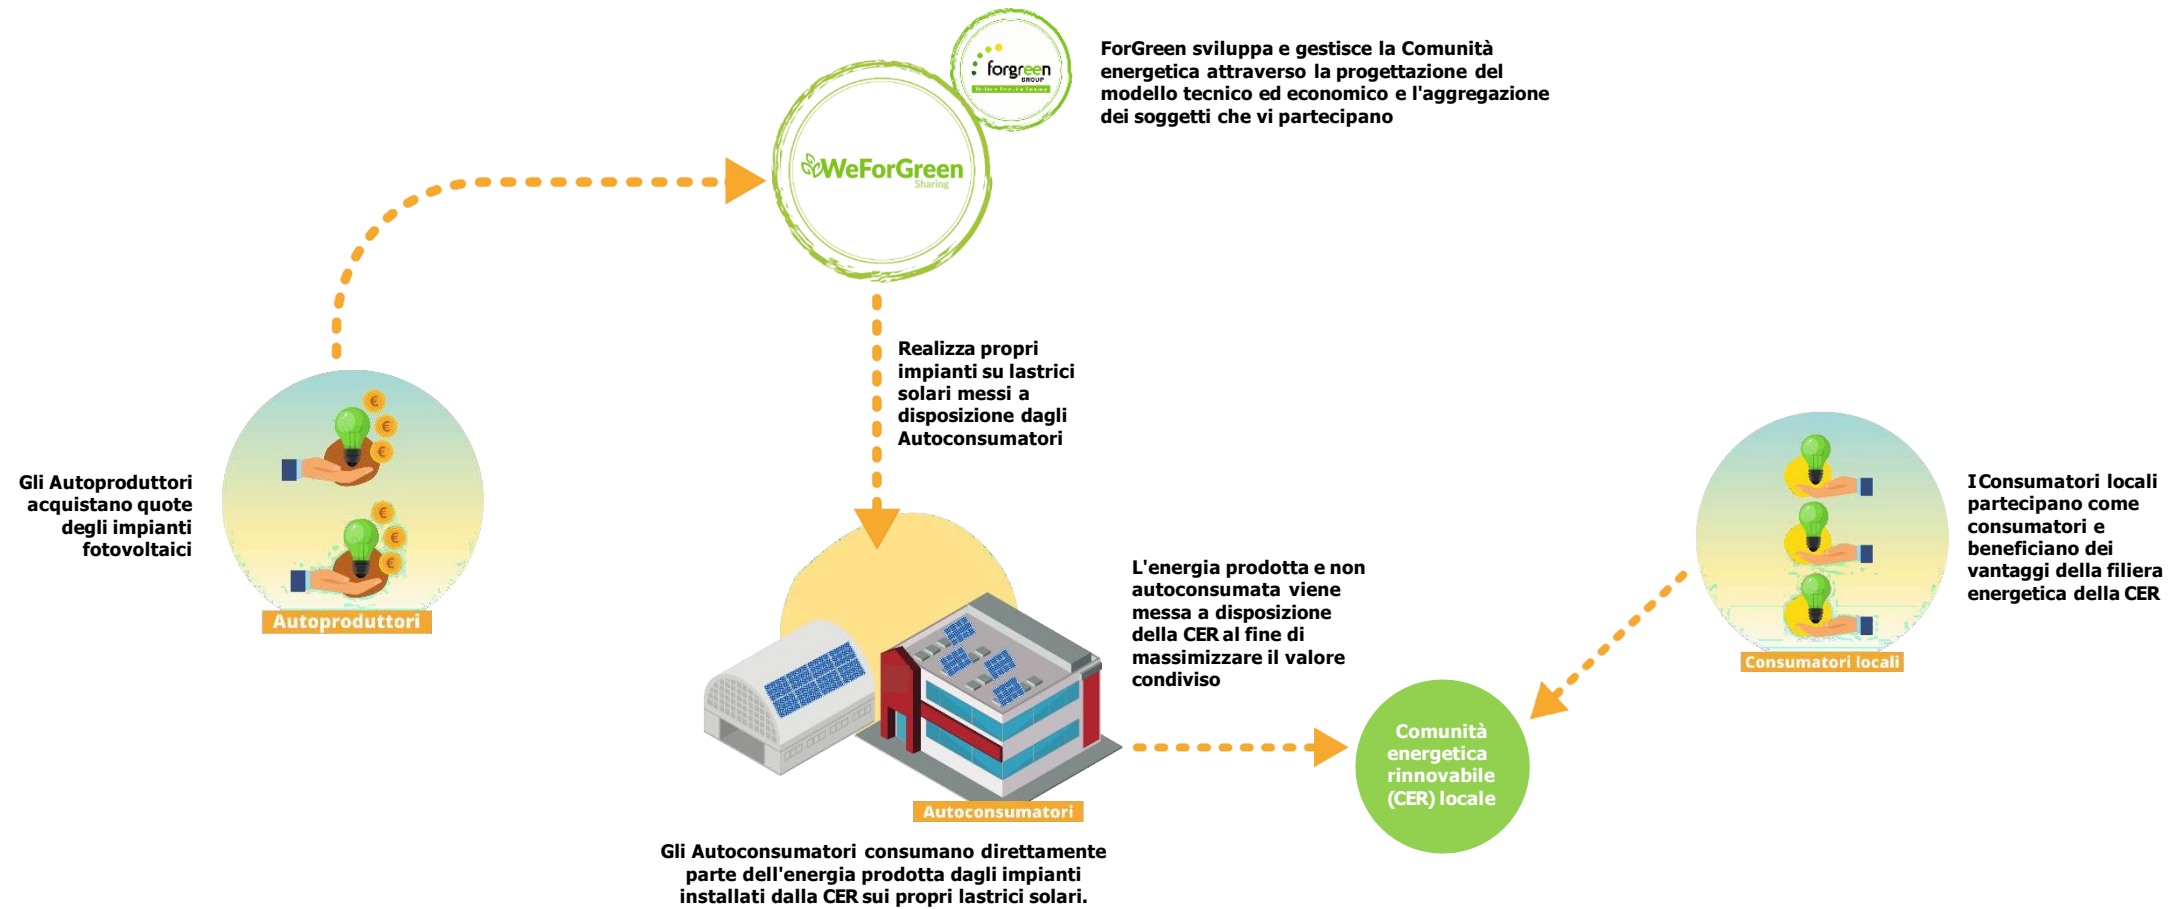 forgreen
GROUP
ForGreen sviluppa e gestisce la Comunità
energetica attraverso la progettazione del
modello tecnico ed economico e l'aggregazione
dei soggetti che vi partecipano
WeForGreen
Sharing
Realizza propri
impianti su lastrici
solari messi a
disposizione dagli
Autoconsumatori
Gli Autoproduttori
acquistano quote
degli impianti
fotovoltaici
Autoproduttori
I Consumatori locali
partecipano come
consumatori e
beneficiano dei
vantaggi della filiera
energetica della CER
Consumatori locali
L'energia prodotta e non
autoconsumata viene
messa a disposizione
della CER al fine di
massimizzare il valore
condiviso
Comunità
energetica
rinnovabile
(CER) locale
Autoconsumatori
Gli Autoconsumatori consumano direttamente
parte dell'energia prodotta dagli impianti
installati dalla CER sui propri lastrici solari.